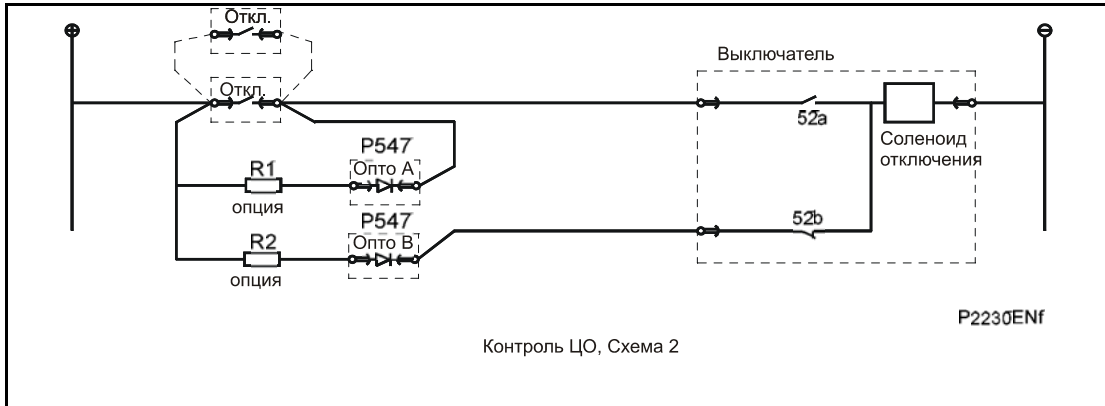 Откл.
Выключатель
Откл.
52a
Соленоид
отключения
P547
Опто A
R1
опция
P547
Опто B
52b
R2
опция
P2230ENf
Контроль ЦО, Схема 2